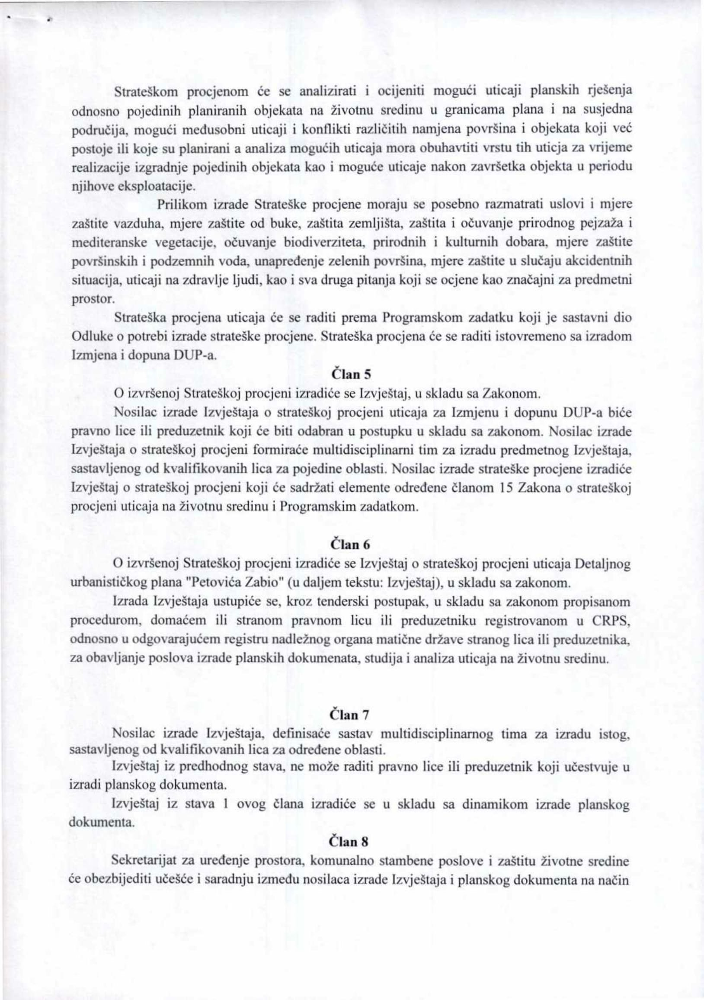 Strateškom procjenom će se analizirati i ocijeniti mogući uticaji planskih rješenja
odnosno pojedinih planiranih objekata na životnu sredinu u granicama plana i na susjedna
područija, mogući međusobni uticaji i konflikti različitih namjena površina i objekata koji već
postoje ili koje su planirani a analiza mogućih uticaja mora obuhavtiti vrstu tih uticja za vrijeme
realizacije izgradnje pojedinih objekata kao i moguće uticaje nakon završetka objekta u periodu
njihove eksploatacije.
Prilikom izrade Strateške procjene moraju se posebno razmatrati uslovi i mjere
zaštite vazduha, mjere zaštite od buke, zaštita zemljišta, zaštita i očuvanje prirodnog pejzaža i
mediteranske vegetacije, očuvanje biodiverziteta, prirodnih i kulturnih dobara, mjere zaštite
površinskih i podzemnih voda, unapređenje zelenih površina, mjere zaštite u slučaju akcidentnih
situacija, uticaji na zdravlje ljudi, kao i sva druga pitanja koji se ocjene kao značajni za predmetni
prostor.
Strateška procjena uticaja će se raditi prema Programskom zadatku koji je sastavni dio
Odluke o potrebi izrade strateške procjene. Strateška procjena će se raditi istovremeno sa izradom
Izmjena i dopuna DUP-a.
Član 5
O izvršenoj Strateškoj procjeni izradiće se Izvještaj, u skladu sa Zakonom.
Nosilac izrade Izvještaja o strateškoj procjeni uticaja za Izmjenu i dopunu DUP-a biće
pravno lice ili preduzetnik koji će biti odabran u postupku u skladu sa zakonom. Nosilac izrade
Izvještaja o strateškoj procjeni formiraće multidisciplinarni tim za izradu predmetnog Izvještaja,
sastavljenog od kvalifikovanih lica za pojedine oblasti. Nosilac izrade strateške procjene izradiće
Izvještaj o strateškoj procjeni koji će sadržati elemente određene članom 15 Zakona o strateškoj
procjeni uticaja na životnu sredinu i Programskim zadatkom.
Član 6
O izvršenoj Strateškoj procjeni izradiće se Izvještaj o strateškoj procjeni uticaja Detaljnog
urbanističkog plana "Petovića Zabio" (u daljem tekstu: Izvještaj), u skladu sa zakonom.
Izrada Izvještaja ustupiće se, kroz tenderski postupak, u skladu sa zakonom propisanom
procedurom, domaćem ili stranom pravnom licu ili preduzetniku registrovanom u CRPS,
odnosno u odgovarajućem registru nadležnog organa matične države stranog lica ili preduzetnika,
za obavljanje poslova izrade planskih dokumenata, studija i analiza uticaja na životnu sredinu.
Član 7
Nosilac izrade Izvještaja, definisaće sastav multidisciplinarnog tima za izradu istog,
sastavljenog od kvalifikovanih lica za određene oblasti.
Izvještaj iz predhodnog stava, ne može raditi pravno lice ili preduzetnik koji učestvuje u
izradi planskog dokumenta.
Izvještaj iz stava 1 ovog člana izradiće se u skladu sa dinamikom izrade planskog
dokumenta.
Član 8
Sekretarijat za uređenje prostora, komunalno stambene poslove i zaštitu životne sredine
će obezbijediti učešće i saradnju između nosilaca izrade Izvještaja i planskog dokumenta na način